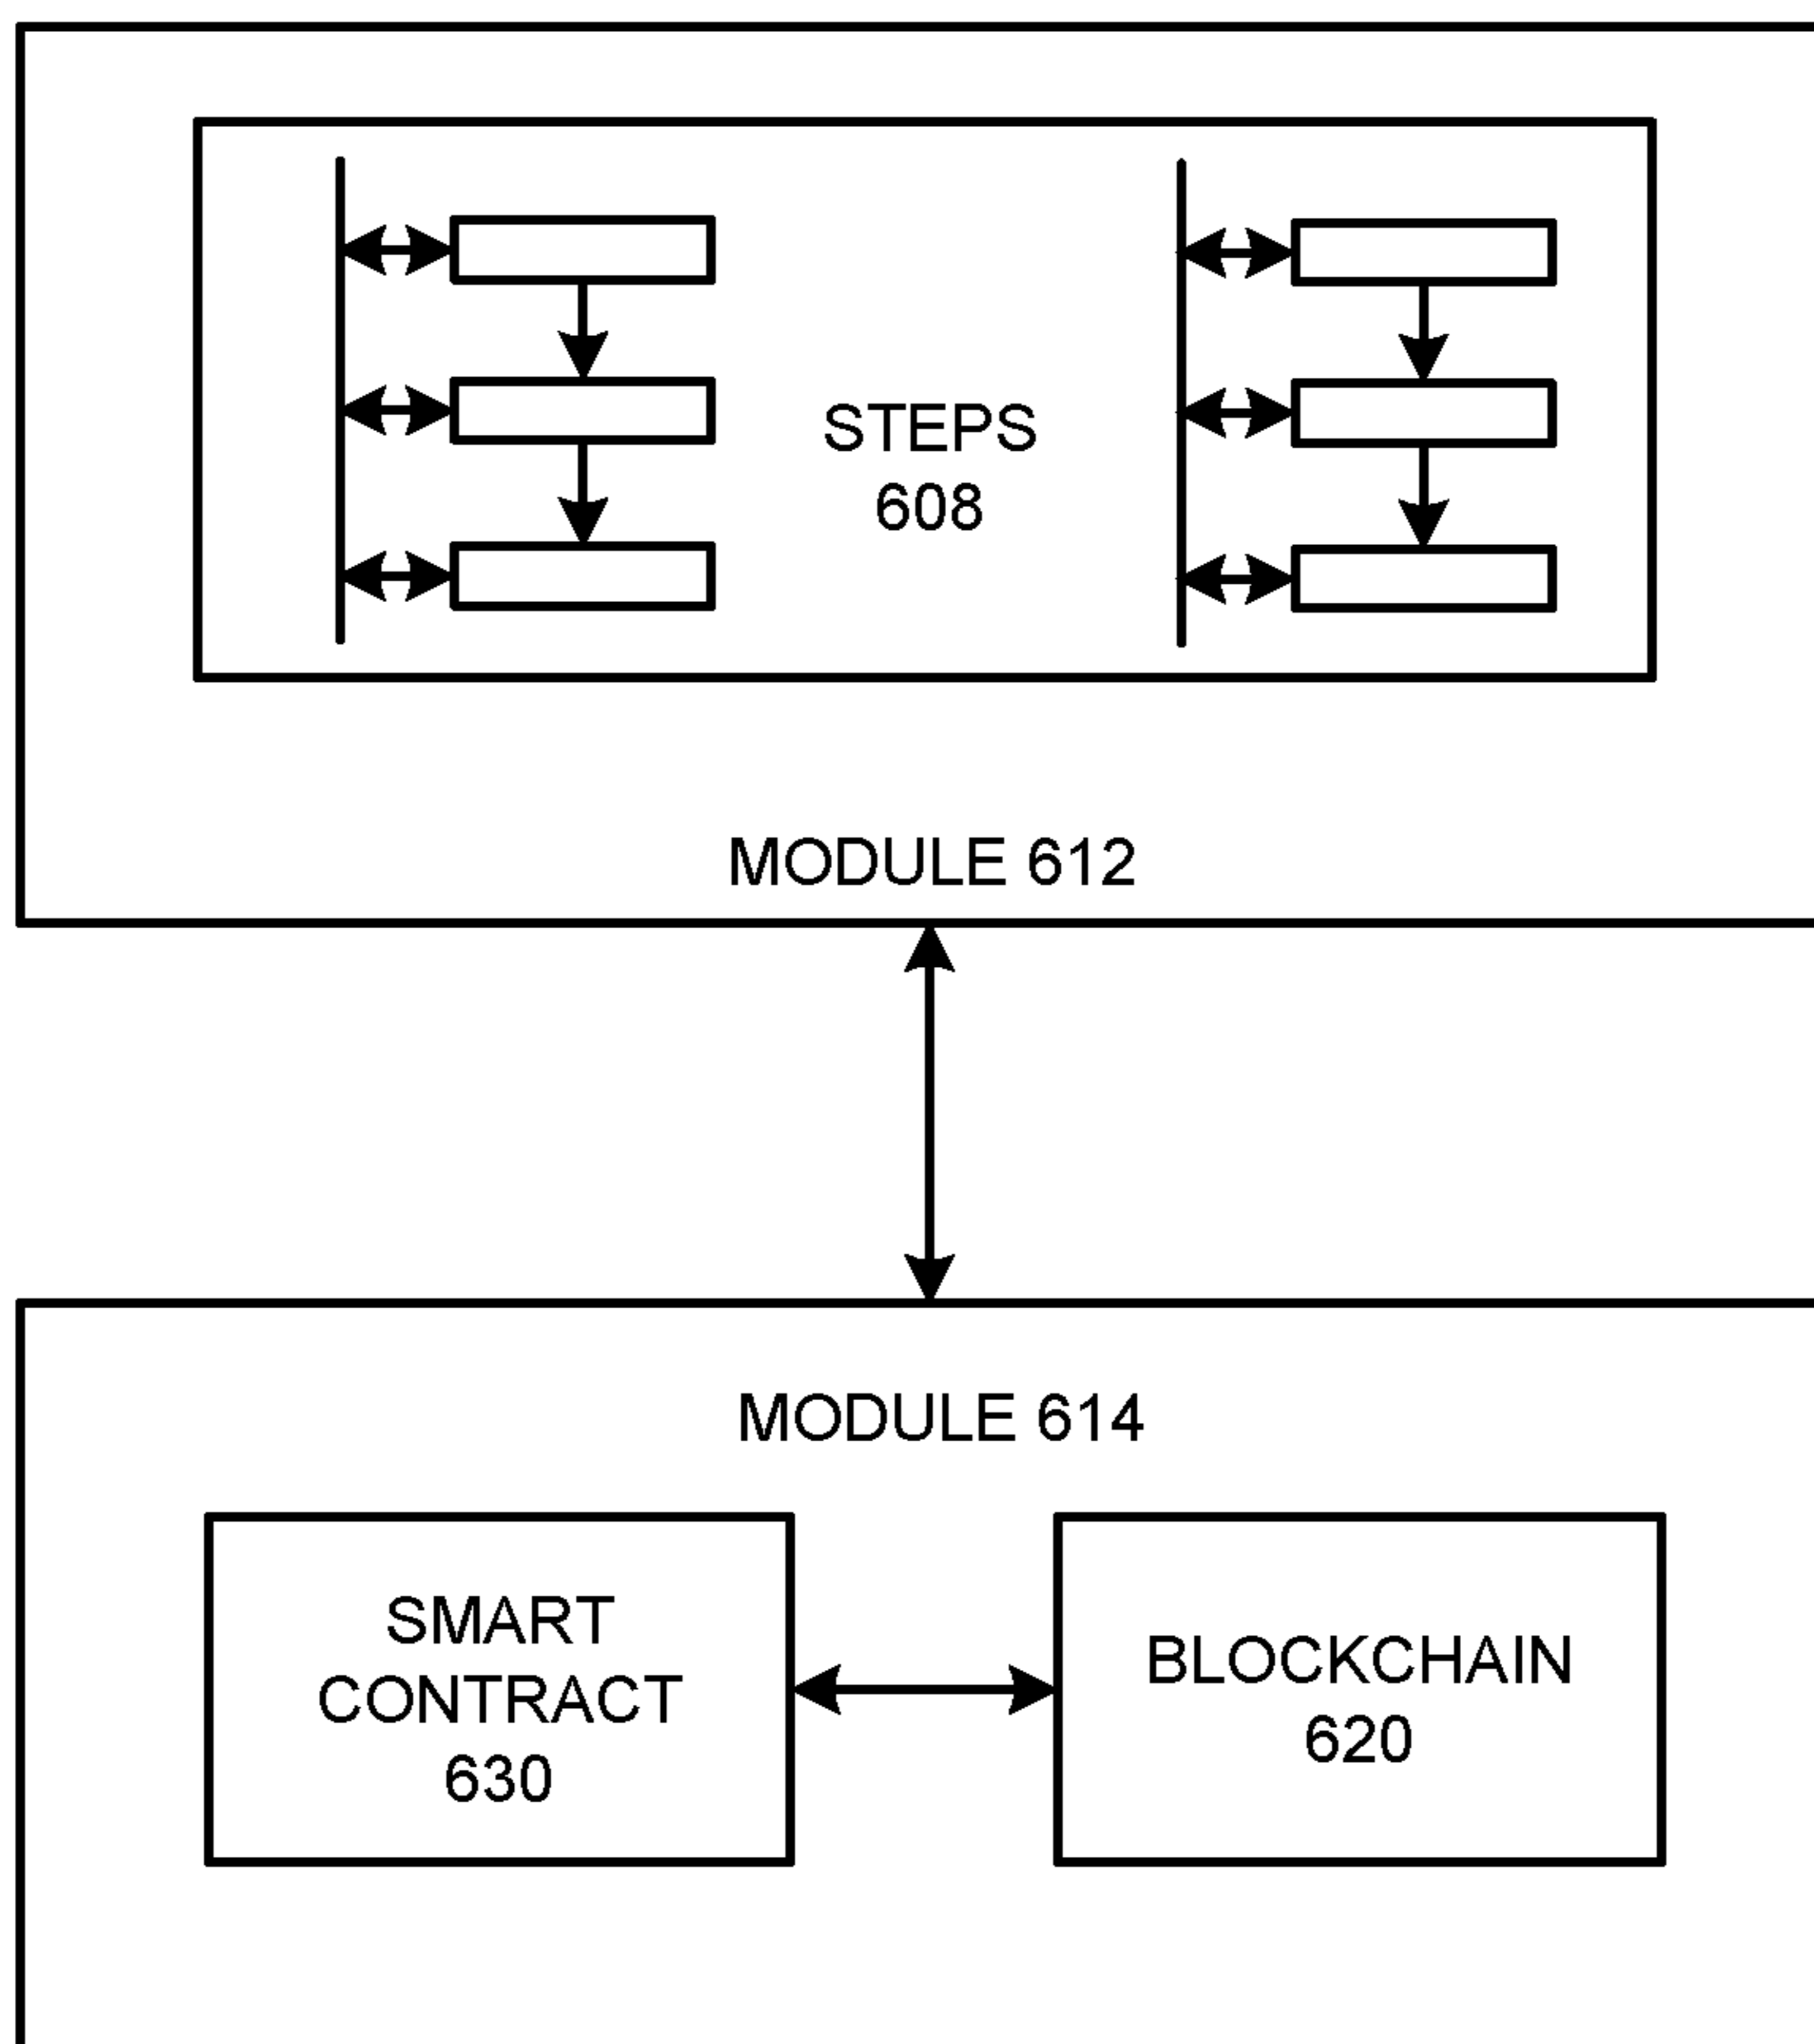 STEPS
608
MODULE 612
MODULE 614
SMART
CONTRACT
630
BLOCKCHAIN
620